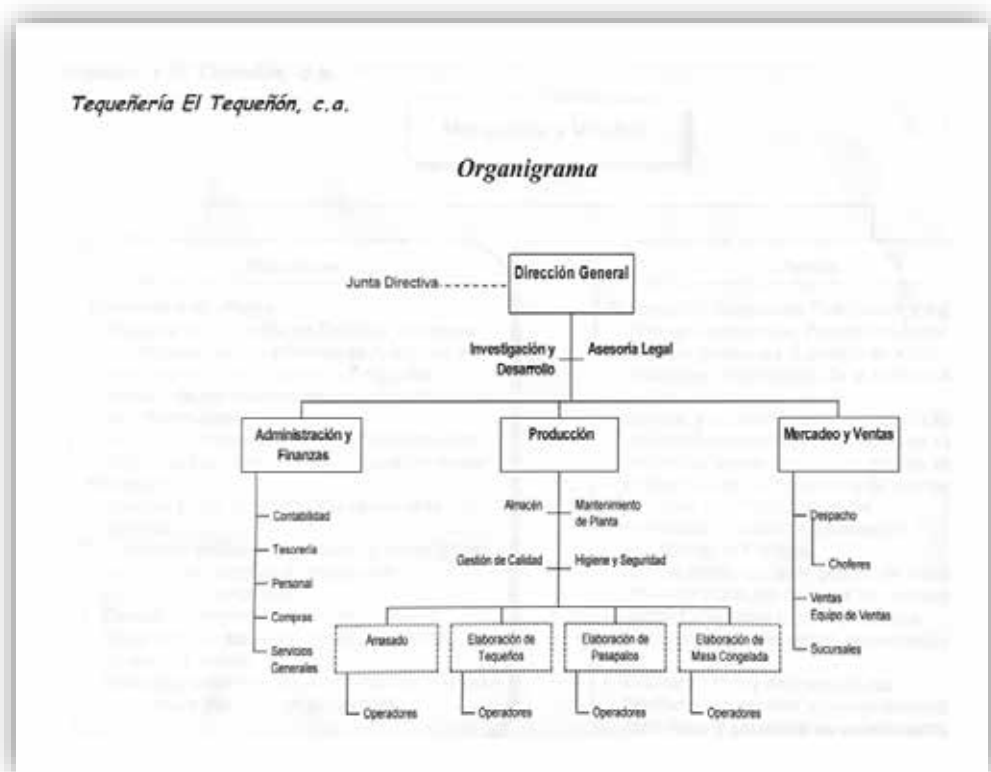 Tequeñería El Tequeñón, c.a.
Organigrama
Dirección General
Junta Directiva
Investigación y
Desarrollo
Asesoría Legal
Administración y
Finanzas
Producción
Mercadeo y Ventas
Contabilidad
Tesorería
Personal
Compras
Servicios
Generales
Almacén
Mantenimiento
de Planta
Gestión de Calidad
Higiene y Seguridad
Despacho
Choferes
Ventas
Equipo de Ventas
Sucursales
Amasado
Elaboración de
Tequeños
Elaboración de
Pasapalos
Elaboración de
Masa Congelada
Operadores
Operadores
Operadores
Operadores